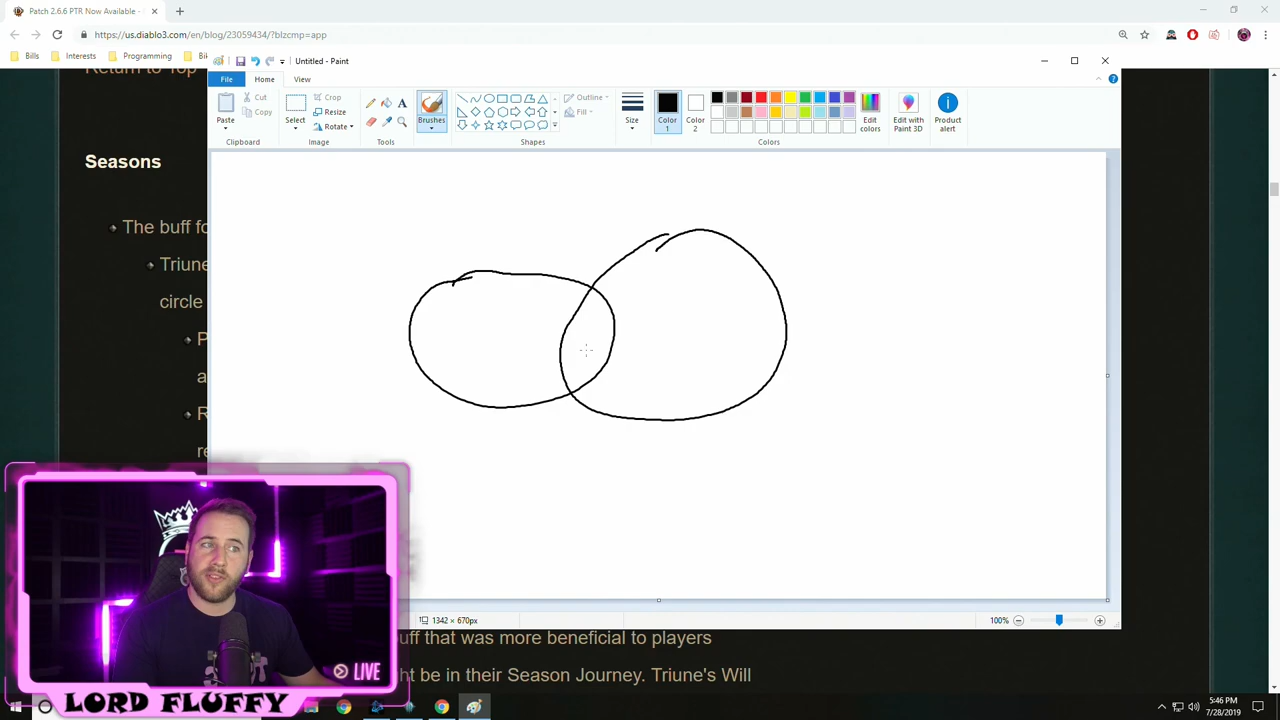 Patch 2.6.6 PTR Now Available -
https://us.diablo3.com/en/blog/23059434/?blzcmp=app
Bills
Interests
Programming
Bik
Untitled - Paint
File
Home
View
Paste
Cut
Copy
Clipboard
Select
Crop
Resize
Rotate
Image
Tools
Brushes
Shapes
Outline
Fill
Size
Color 1
Color 2
Edit colors
Edit with Paint 3D
Product alert
Colors
Return to Top
Seasons
The buff fo
Triune
circle
P
a
R
re
1342 × 670px
100%
uff that was more beneficial to players
ht be in their Season Journey. Triune's Will
LIVE
LORD FLUFFY
5:46 PM
7/28/2019